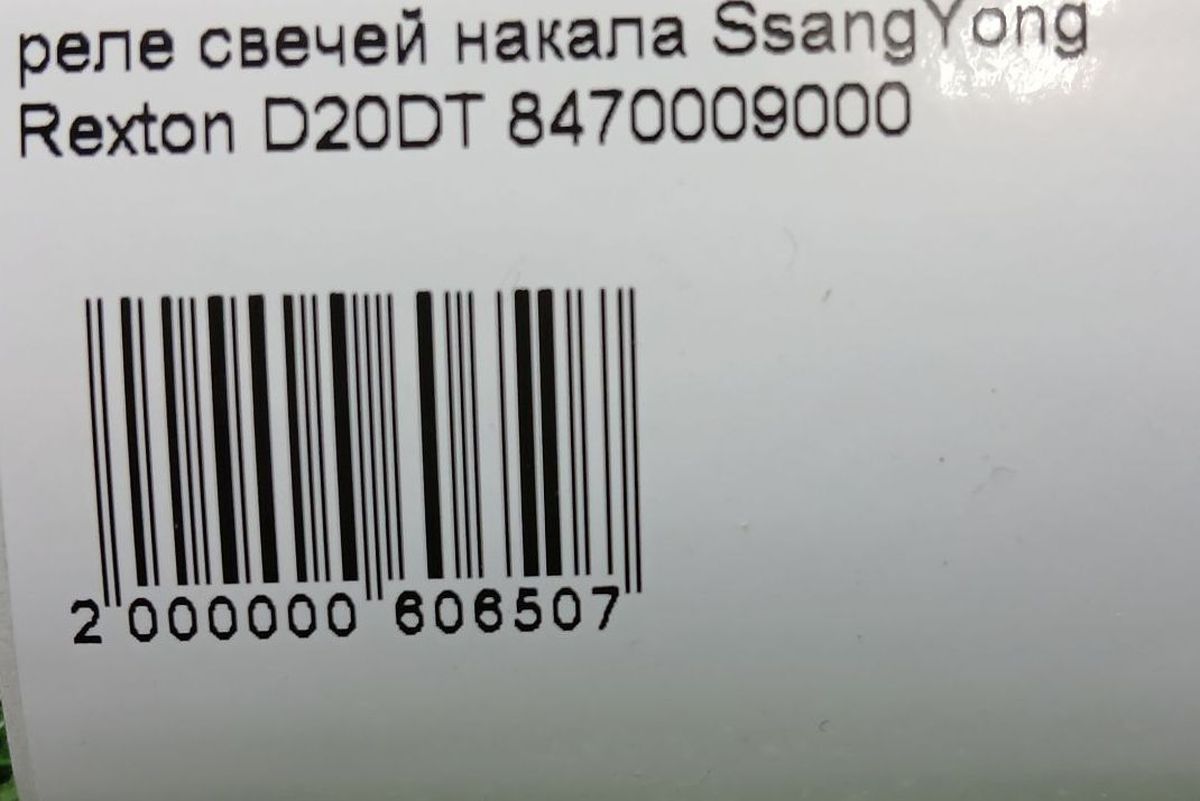 реле свечей накала SsangYong
Rexton D20DT 8470009000
2 000000 606507